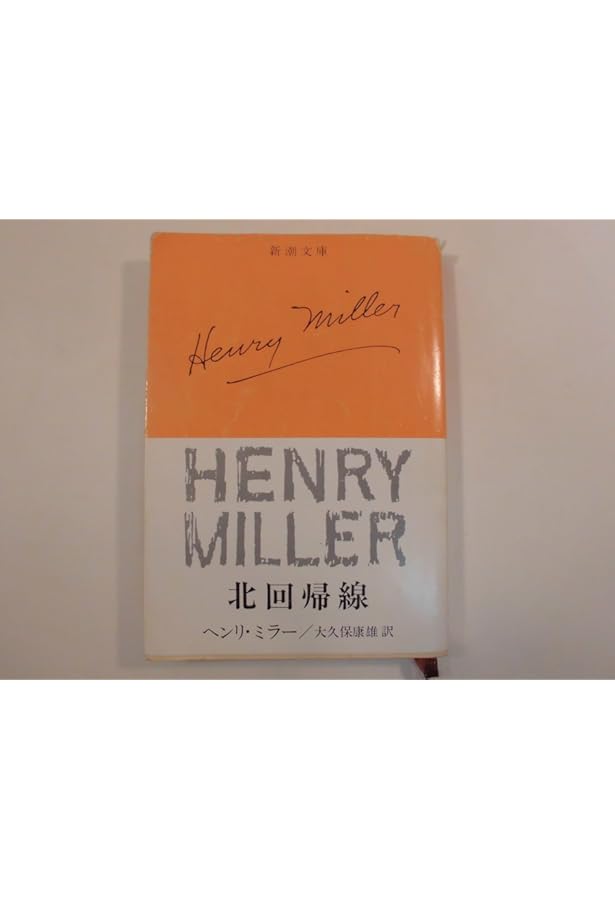 新潮文庫
Henry Miller
HENRY
MILLER
北回帰線
ヘンリ・ミラー/大久保康雄訳